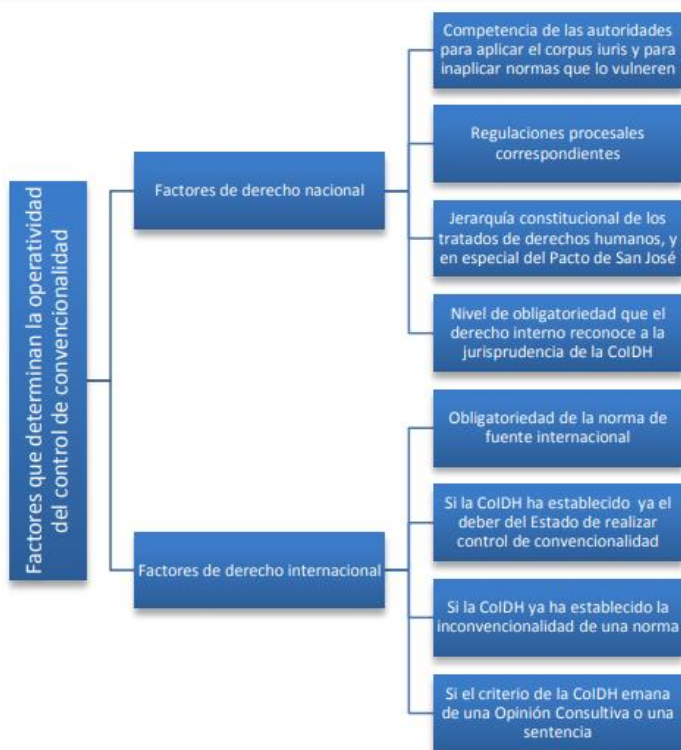 Factores que determinan la operatividad
del control de convencionalidad
Factores de derecho nacional
Competencia de las autoridades
para aplicar el corpus iuris y para
inaplicar normas que lo vulneren
Regulaciones procesales
correspondientes
Jerarquía constitucional de los
tratados de derechos humanos, y
en especial del Pacto de San José
Nivel de obligatoriedad que el
derecho interno reconoce a la
jurisprudencia de la CoIDH
Factores de derecho internacional
Obligatoriedad de la norma de
fuente internacional
Si la CoIDH ha establecido ya el
deber del Estado de realizar
control de convencionalidad
Si la CoIDH ya ha establecido la
inconvencionalidad de una norma
Si el criterio de la CoIDH emana
de una Opinión Consultiva o una
sentencia